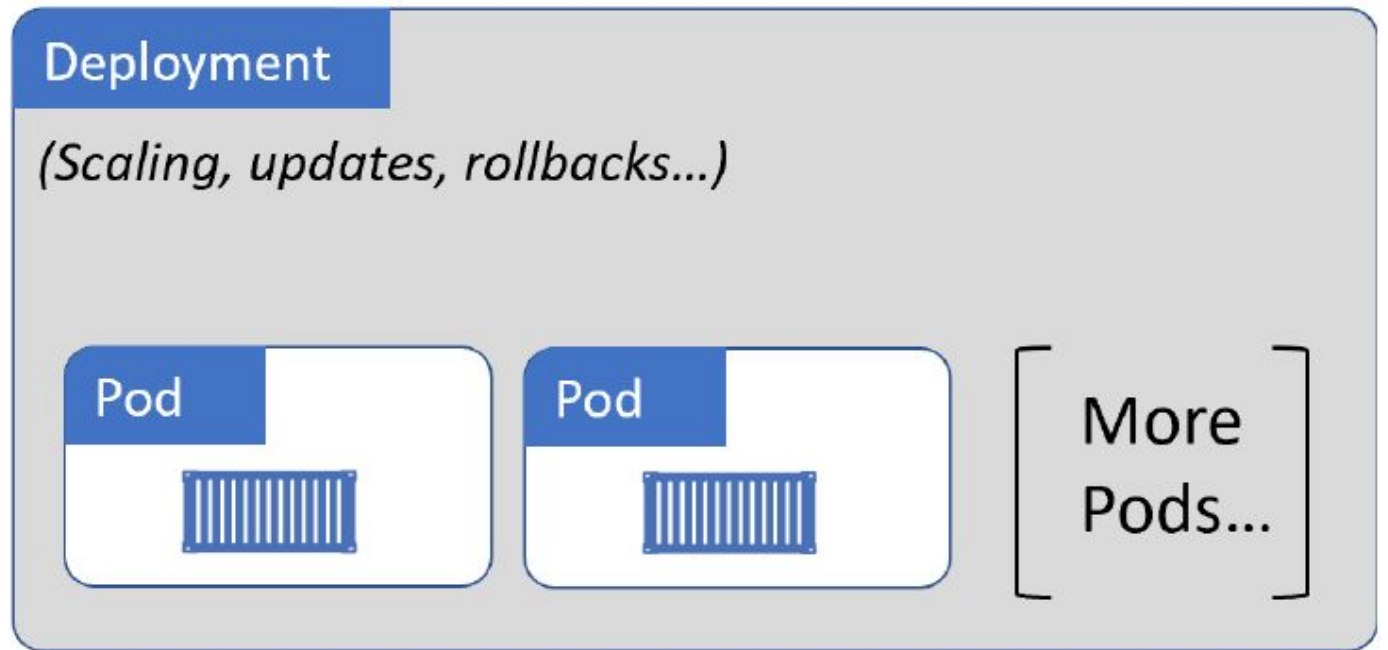 Deployment
(Scaling, updates, rollbacks...)
Pod
Pod
More
Pods...